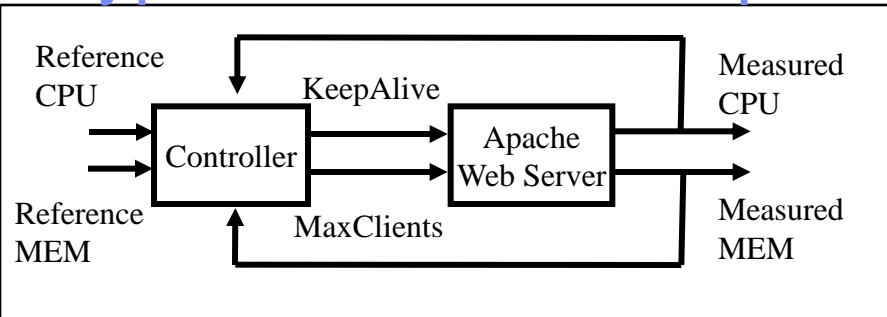 Reference
CPU
KeepAlive
Measured
CPU
Controller
Apache
Web Server
Reference
MEM
MaxClients
Measured
MEM